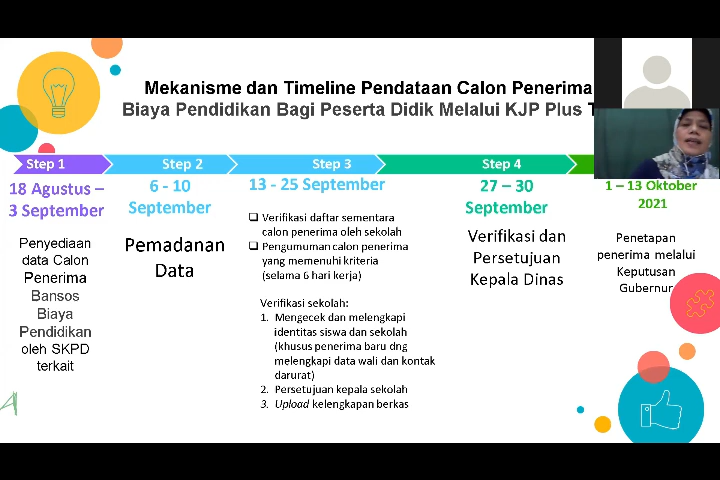 Mekanisme dan Timeline Pendataan Calon Penerima
Biaya Pendidikan Bagi Peserta Didik Melalui KJP Plus T
Step 1
18 Agustus –
3 September
Penyediaan
data Calon
Penerima
Bansos
Biaya
Pendidikan
oleh SKPD
terkait
Step 2
6 - 10
September
Pemadanan
Data
Step 3
13 - 25 September
❑ Verifikasi daftar sementara
calon penerima oleh sekolah
❑ Pengumuman calon penerima
yang memenuhi kriteria
(selama 6 hari kerja)
Verifikasi sekolah:
1. Mengecek dan melengkapi
identitas siswa dan sekolah
(khusus penerima baru dng
melengkapi data wali dan kontak
darurat)
2. Persetujuan kepala sekolah
3. Upload kelengkapan berkas
Step 4
27 – 30
September
Verifikasi dan
Persetujuan
Kepala Dinas
1 – 13 Oktober
2021
Penetapan
penerima melalui
Keputusan
Gubernur